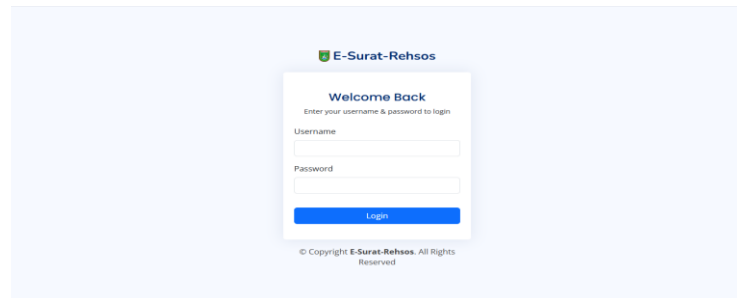 E-Surat-Rehsos
Welcome Back
Enter your username & password to login
Username
Password
Login
© Copyright E-Surat-Rehsos. All Rights
Reserved